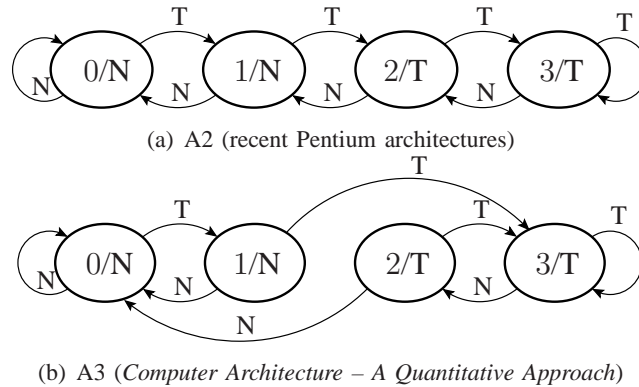 T T T T
0/N 1/N 2/T 3/T
N N N N
(a) A2 (recent Pentium architectures)
T
T T T
0/N 1/N 2/T 3/T
N N N
N
(b) A3 (Computer Architecture – A Quantitative Approach)